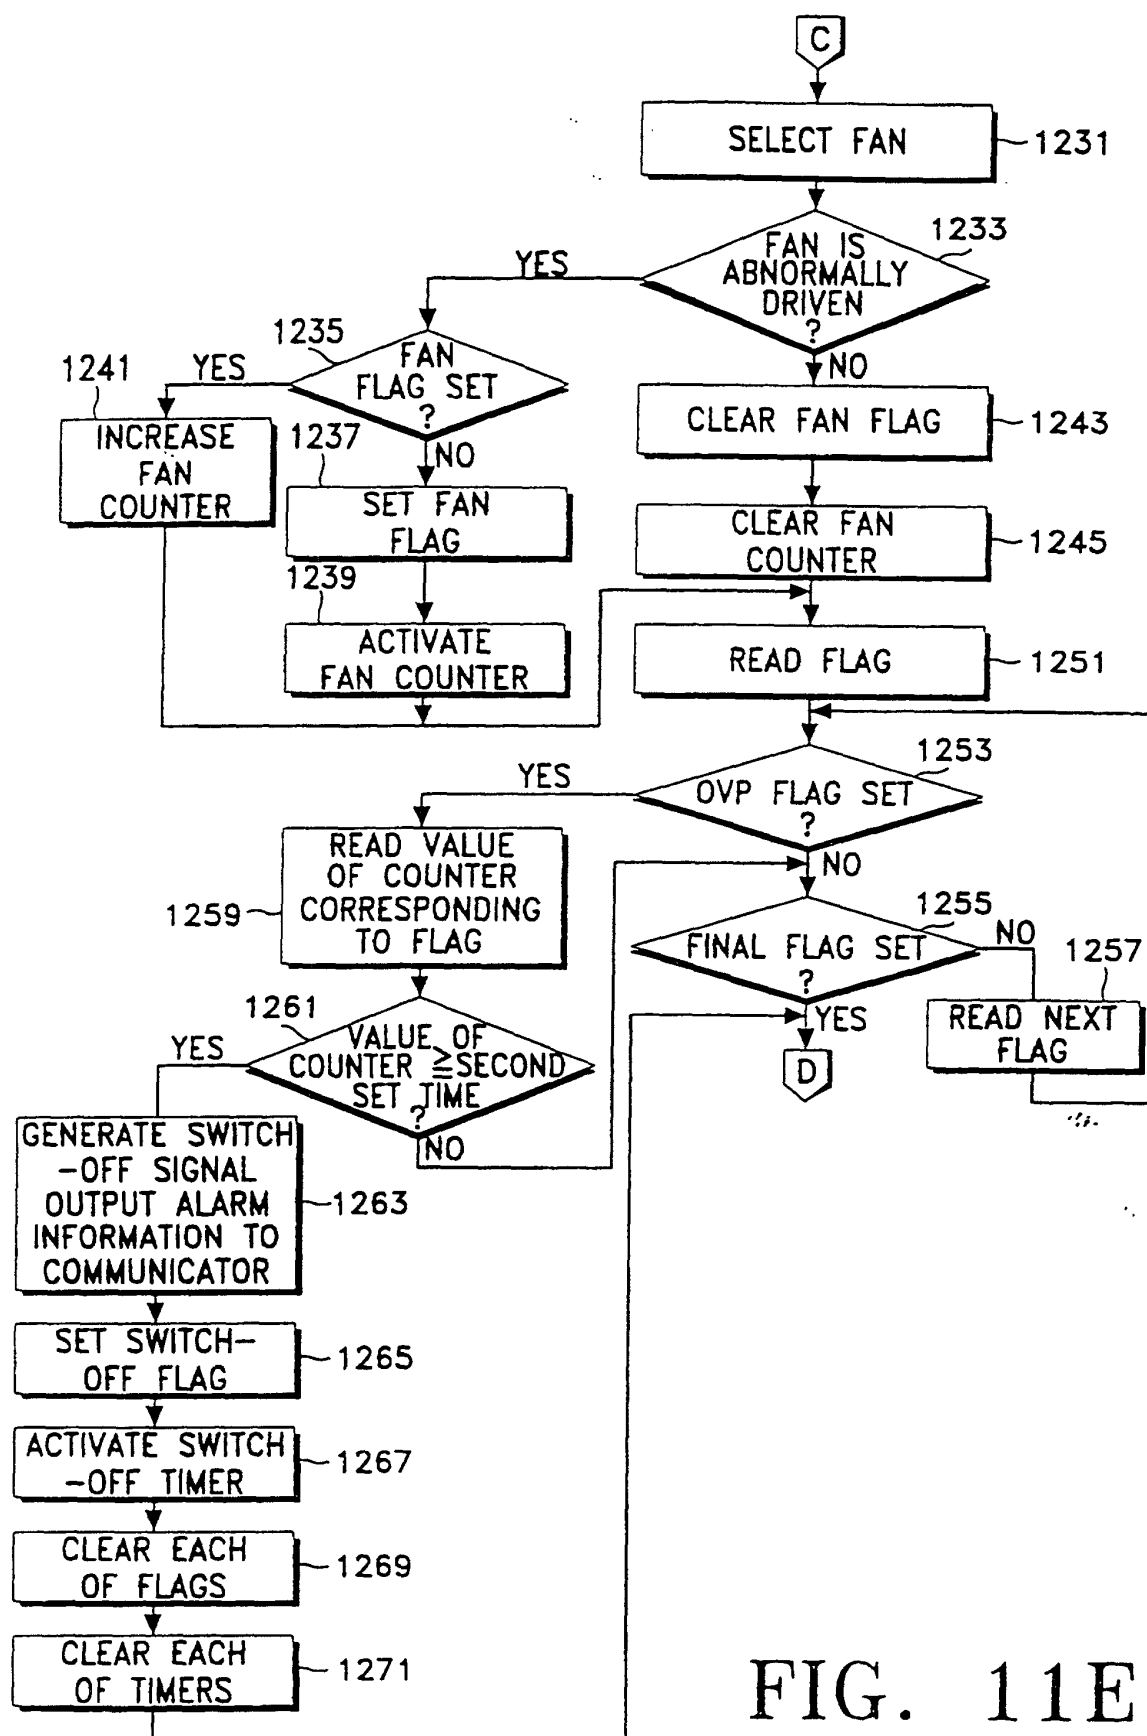 C
SELECT FAN
1231
FAN IS
ABNORMALLY
DRIVEN
?
1233
YES
NO
1235
FAN
FLAG SET
?
YES
NO
1241
INCREASE
FAN
COUNTER
1237
SET FAN
FLAG
1239
ACTIVATE
FAN COUNTER
CLEAR FAN FLAG
1243
CLEAR FAN
COUNTER
1245
READ FLAG
1251
OVP FLAG SET
?
1253
YES
NO
READ VALUE
OF COUNTER
CORRESPONDING
TO FLAG
1259
FINAL FLAG SET
?
1255
NO
YES
1257
READ NEXT
FLAG
D
1261
VALUE OF
COUNTER ≧SECOND
SET TIME
?
YES
NO
GENERATE SWITCH
-OFF SIGNAL
OUTPUT ALARM
INFORMATION TO
COMMUNICATOR
1263
SET SWITCH-
OFF FLAG
1265
ACTIVATE SWITCH
-OFF TIMER
1267
CLEAR EACH
OF FLAGS
1269
CLEAR EACH
OF TIMERS
1271
FIG. 11E